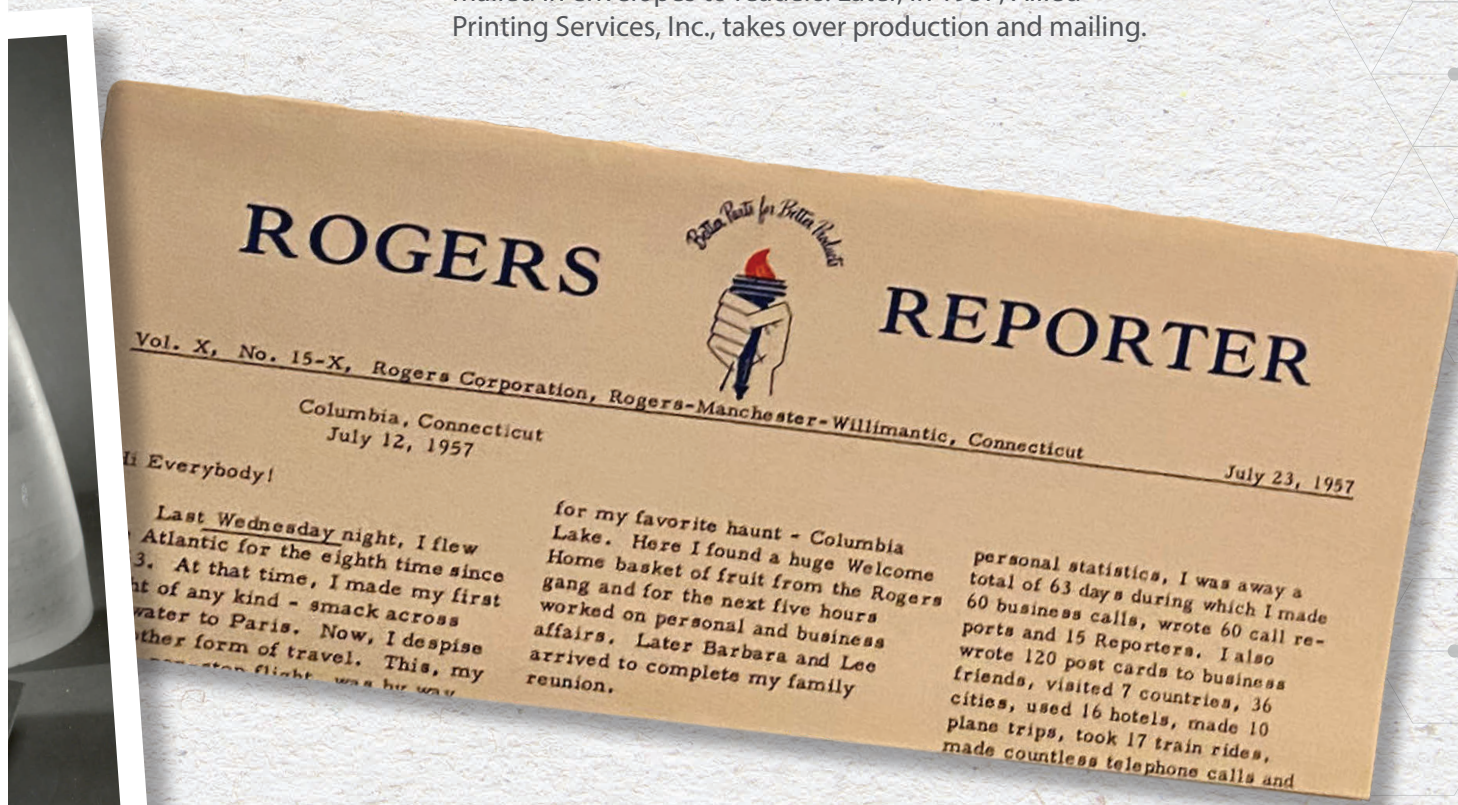 Printing Services, Inc., takes over production and mailing.
ROGERS
Better Parts for Better Products
REPORTER
Vol. X, No. 15-X, Rogers Corporation, Rogers-Manchester-Willimantic, Connecticut
July 23, 1957
Columbia, Connecticut
July 12, 1957
Hi Everybody!
Last Wednesday night, I flew
Atlantic for the eighth time since
3. At that time, I made my first
of any kind - smack across
water to Paris. Now, I despise
other form of travel. This, my
flight, was by way
for my favorite haunt - Columbia
Lake. Here I found a huge Welcome
Home basket of fruit from the Rogers
gang and for the next five hours
worked on personal and business
affairs. Later Barbara and Lee
arrived to complete my family
reunion.
personal statistics, I was away a
total of 63 days during which I made
60 business calls, wrote 60 call re-
ports and 15 Reporters. I also
wrote 120 post cards to business
friends, visited 7 countries, 36
cities, used 16 hotels, made 10
plane trips, took 17 train rides,
made countless telephone calls and